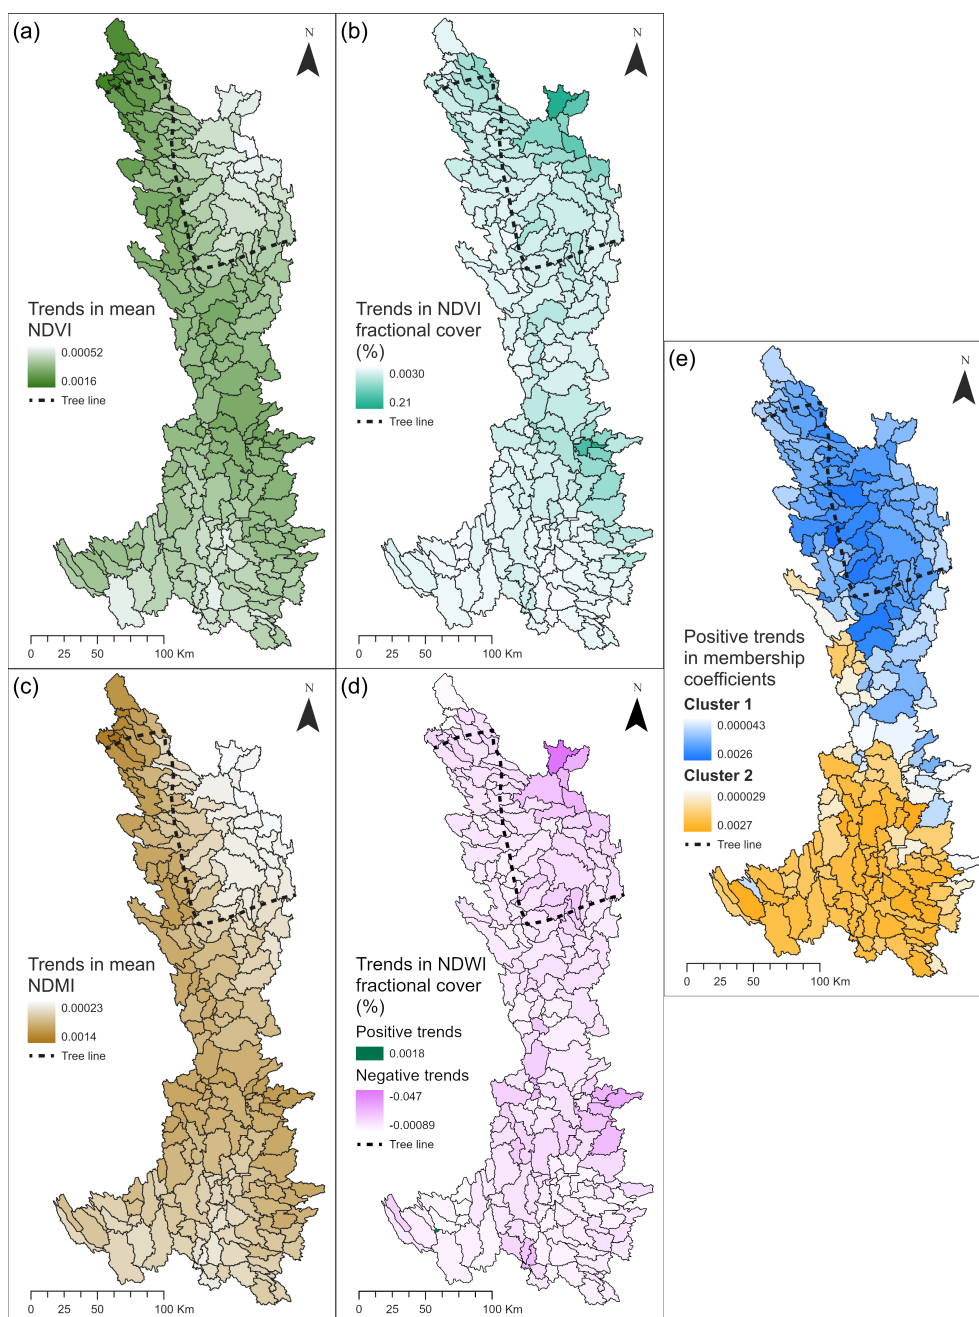 (a)
N
Trends in mean
NDVI
0.00052
0.0016
Tree line
0 25 50 100 Km
(b)
N
Trends in NDVI
fractional cover
(%)
0.0030
0.21
Tree line
0 25 50 100 Km
(c)
N
Trends in mean
NDMI
0.00023
0.0014
Tree line
0 25 50 100 Km
(d)
N
Trends in NDWI
fractional cover
(%)
Positive trends
0.0018
Negative trends
-0.047
-0.00089
Tree line
0 25 50 100 Km
(e)
N
Positive trends
in membership
coefficients
Cluster 1
0.000043
0.0026
Cluster 2
0.000029
0.0027
Tree line
0 25 50 100 Km